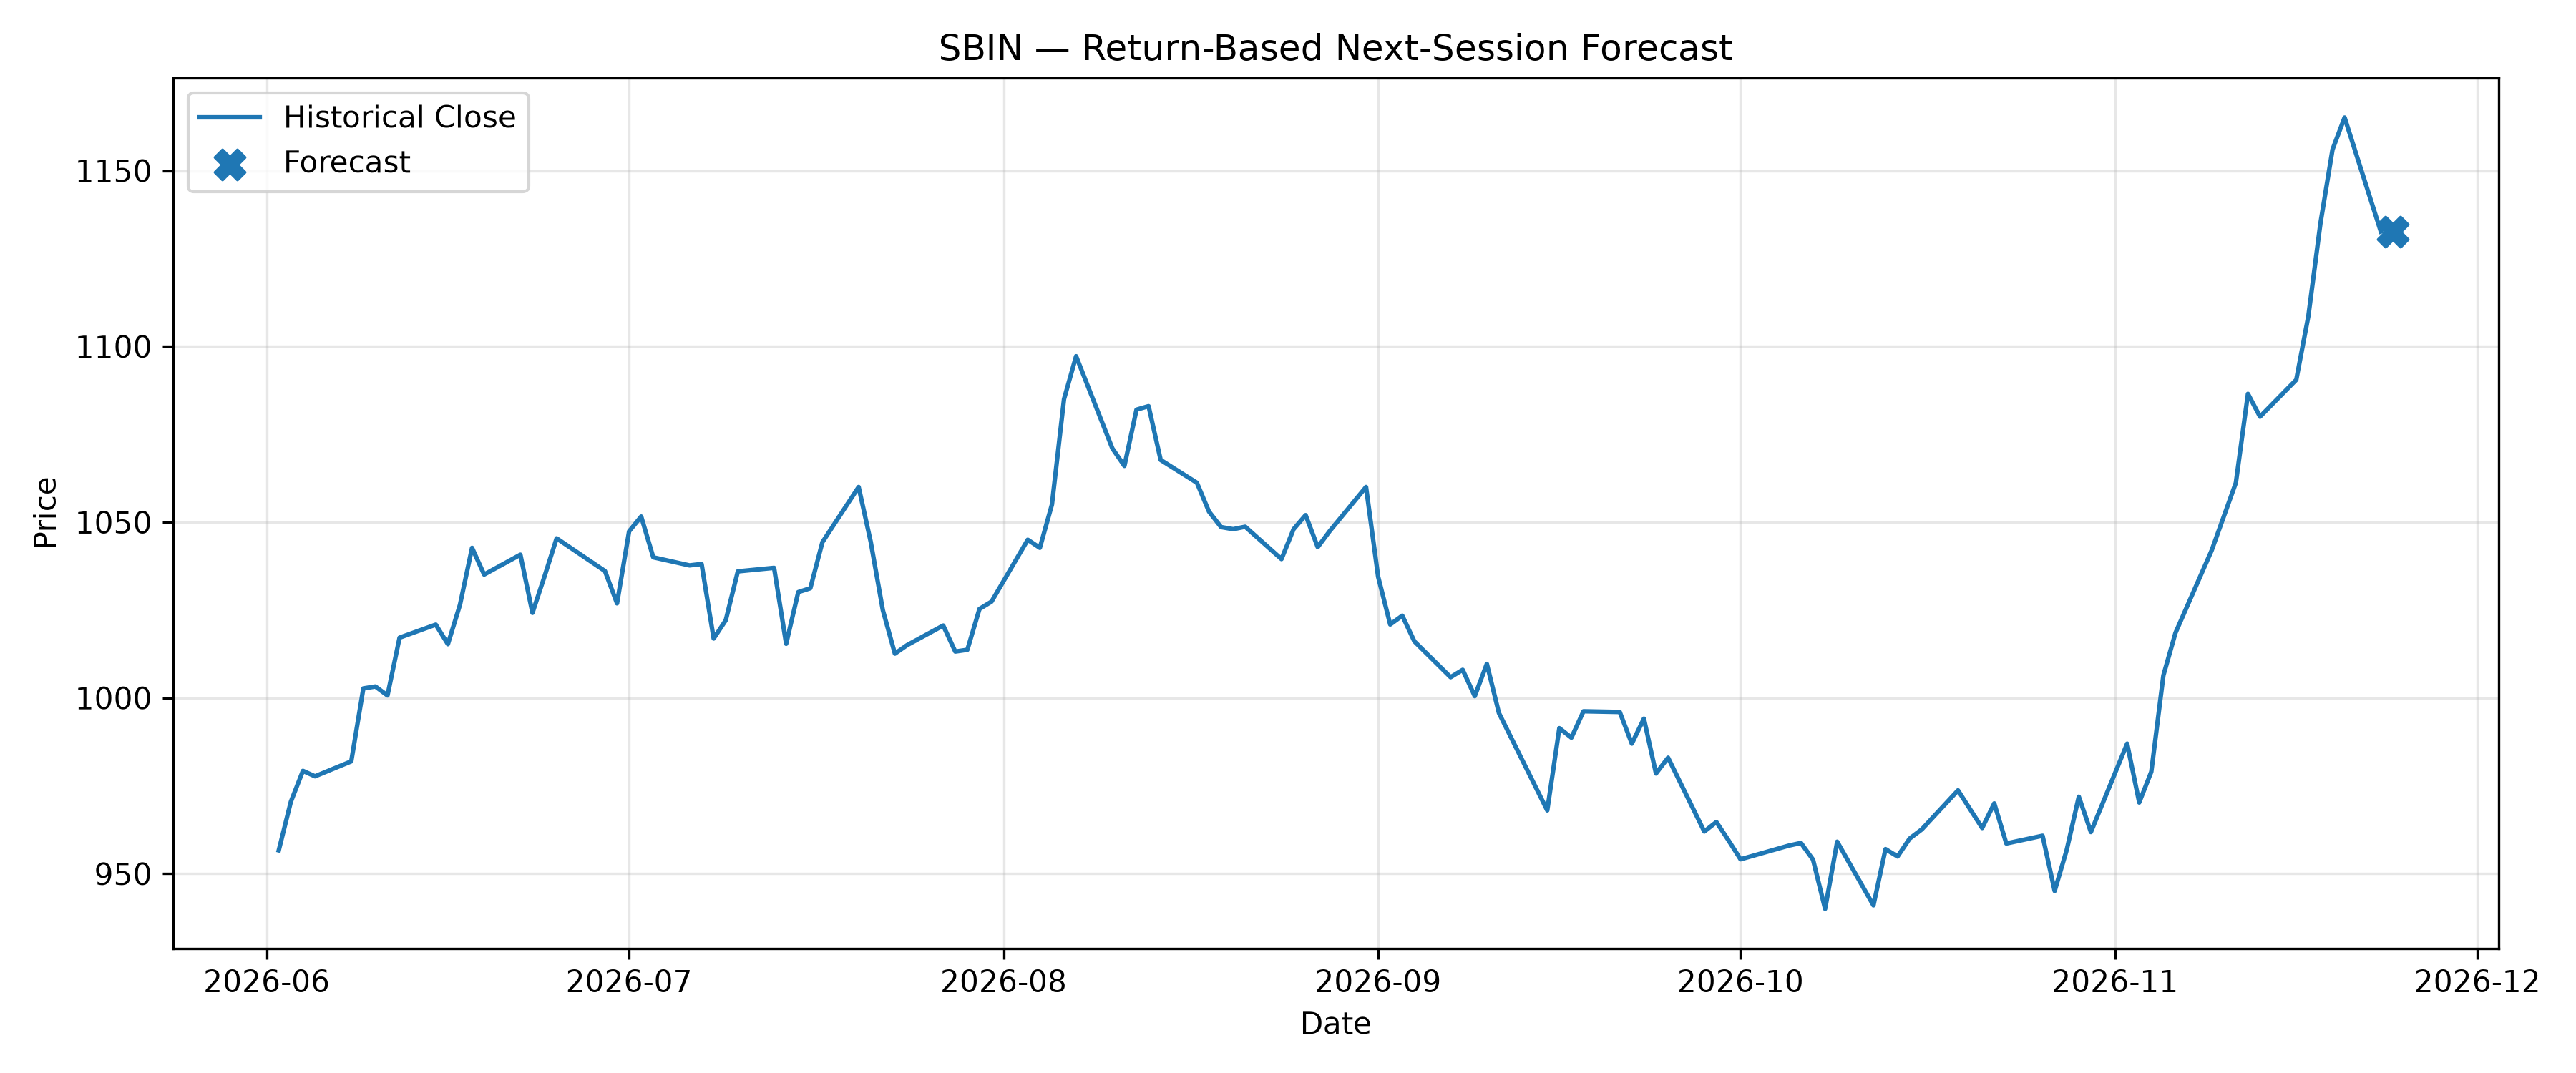 SBIN — Return-Based Next-Session Forecast
Historical Close
Forecast
Price
1150
1100
1050
1000
950
2026-06 2026-07 2026-08 2026-09 2026-10 2026-11 2026-12
Date